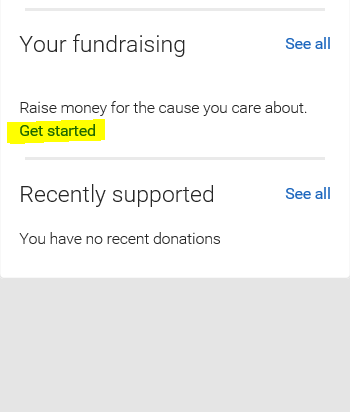 Your fundraising See all
Raise money for the cause you care about.
Get started
Recently supported See all
You have no recent donations